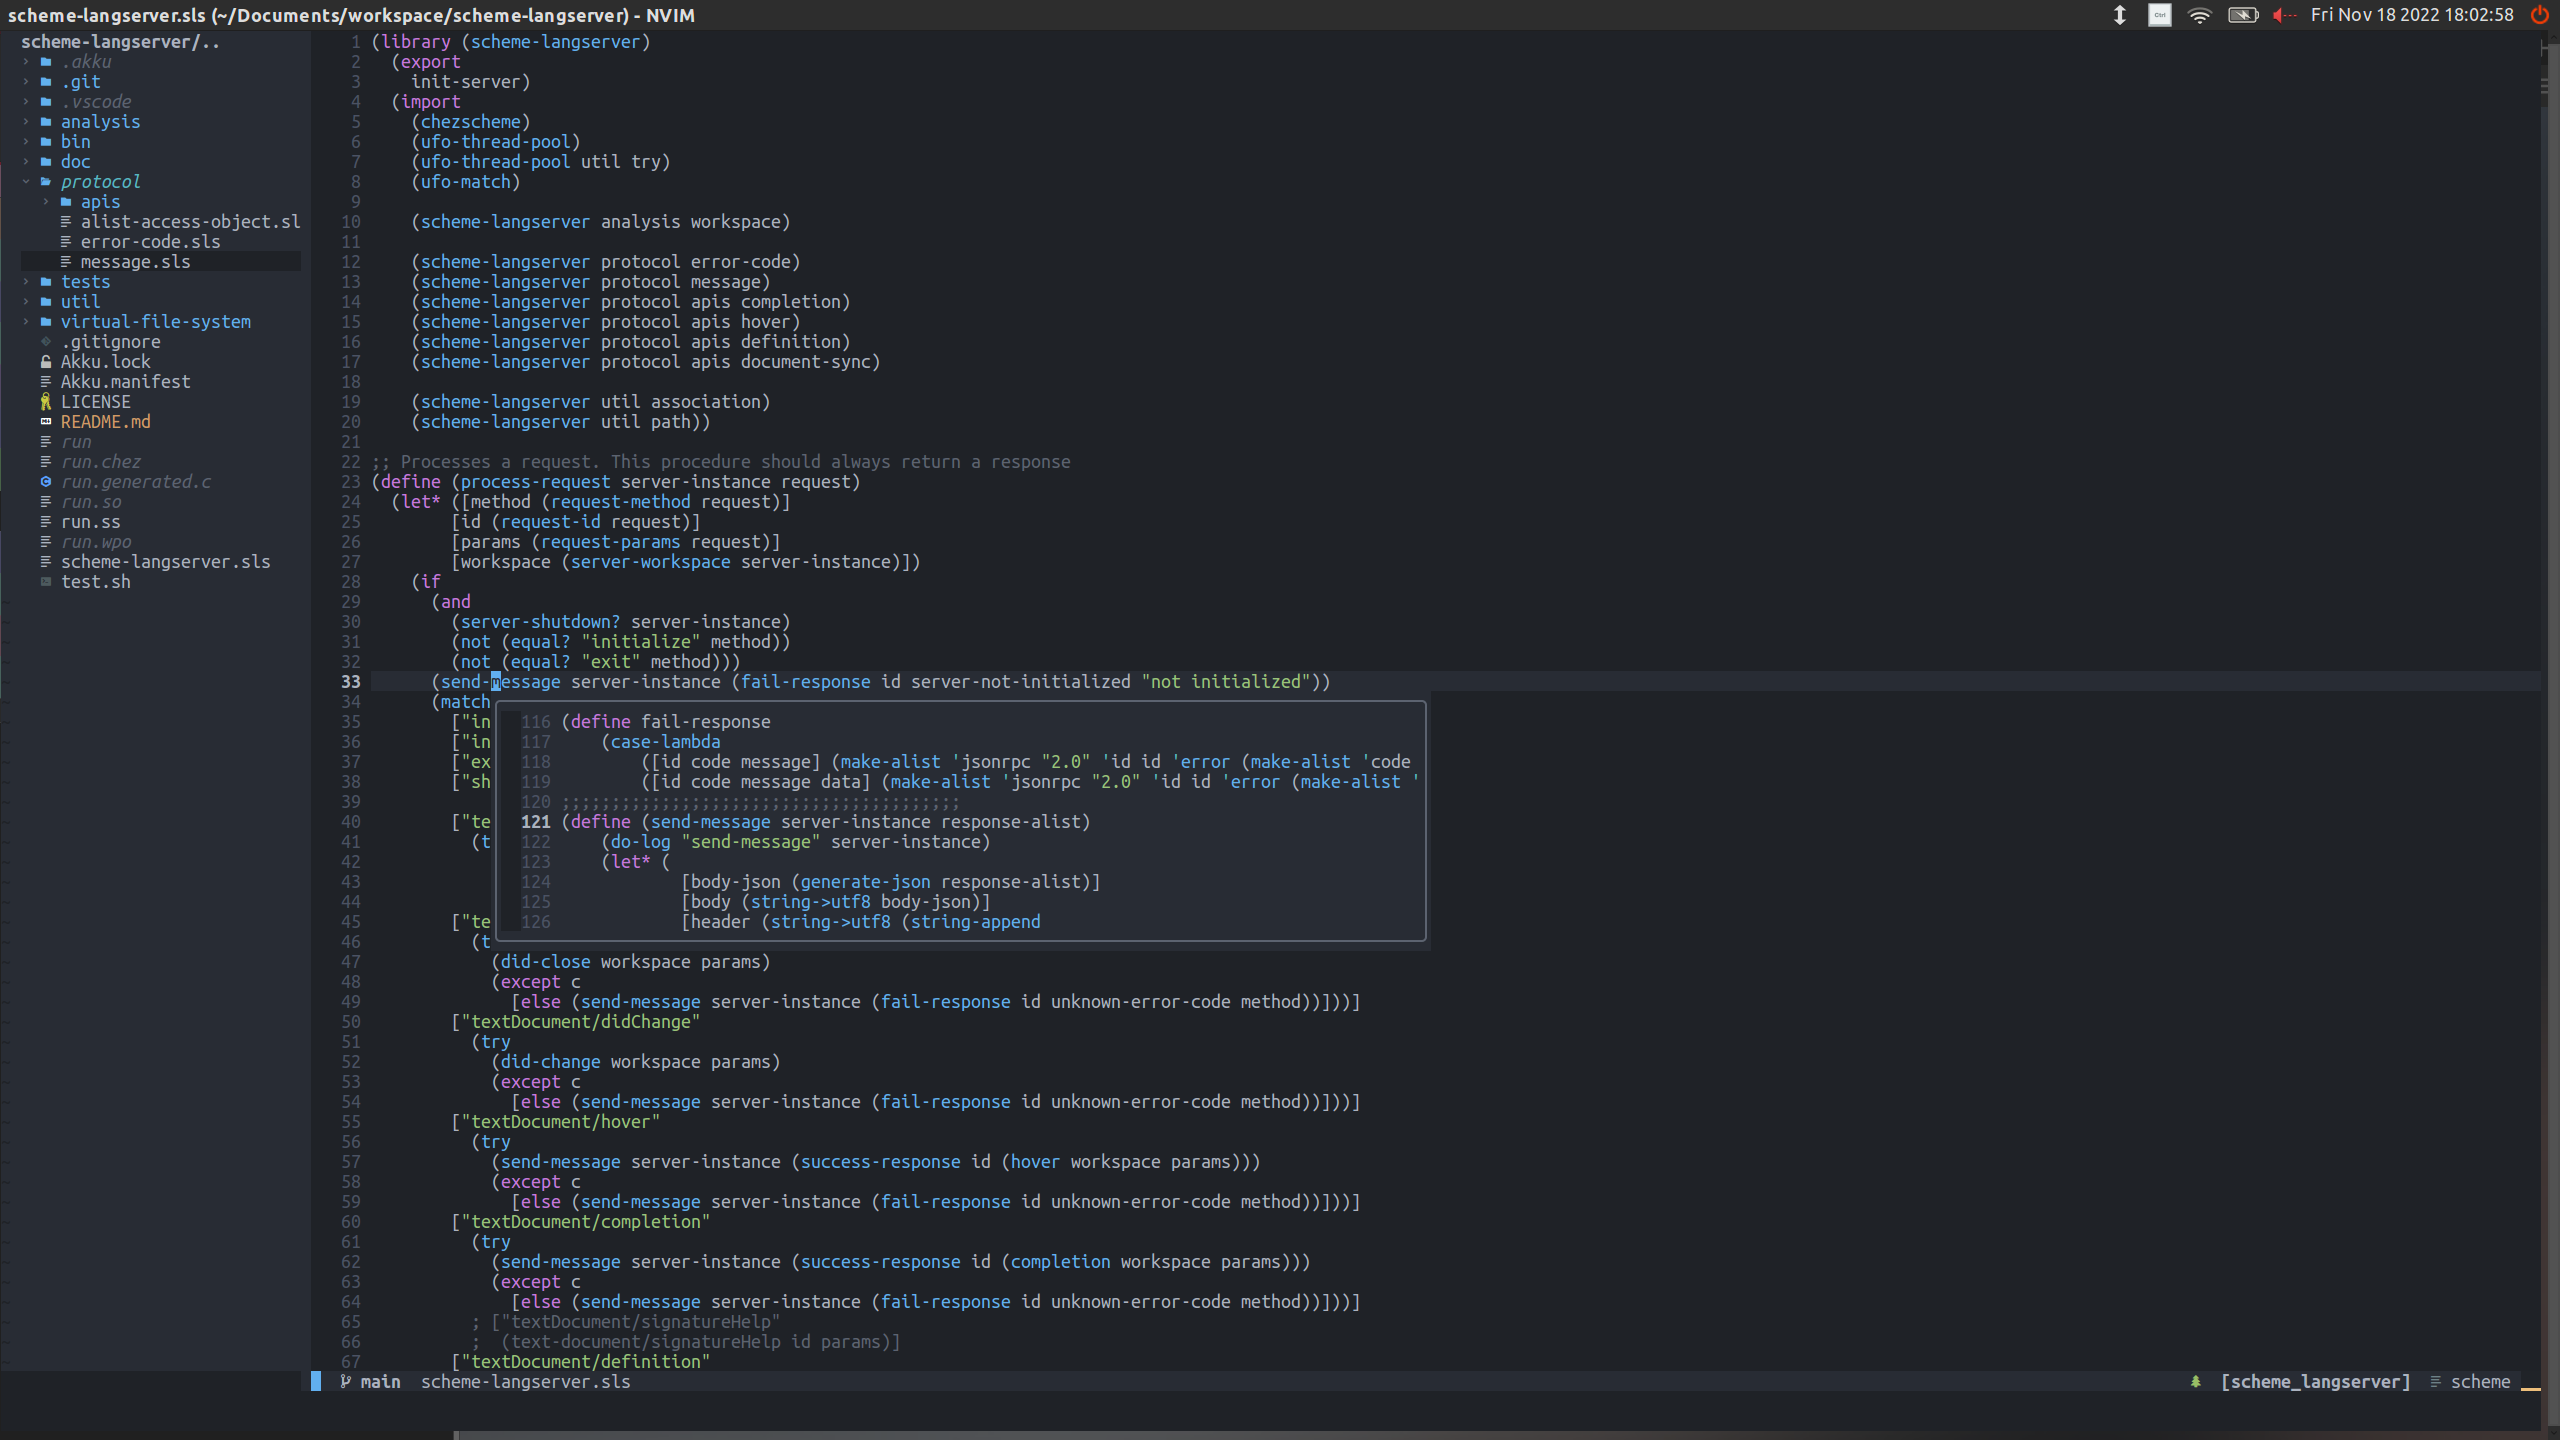 scheme-langserver.sls (~/Documents/workspace/scheme-langserver) - NVIM
Ctrl
Fri Nov 18 2022 18:02:58
scheme-langserver/..
.akku
.git
.vscode
analysis
bin
doc
protocol
apis
alist-access-object.sl
error-code.sls
message.sls
tests
util
virtual-file-system
.gitignore
Akku.lock
Akku.manifest
LICENSE
README.md
run
run.chez
run.generated.c
run.so
run.ss
run.wpo
scheme-langserver.sls
test.sh
1 (library (scheme-langserver)
2   (export
3     init-server)
4   (import
5     (chezscheme)
6     (ufo-thread-pool)
7     (ufo-thread-pool util try)
8     (ufo-match)
9
10     (scheme-langserver analysis workspace)
11
12     (scheme-langserver protocol error-code)
13     (scheme-langserver protocol message)
14     (scheme-langserver protocol apis completion)
15     (scheme-langserver protocol apis hover)
16     (scheme-langserver protocol apis definition)
17     (scheme-langserver protocol apis document-sync)
18
19     (scheme-langserver util association)
20     (scheme-langserver util path))
21
22 ;; Processes a request. This procedure should always return a response
23 (define (process-request server-instance request)
24   (let* ([method (request-method request)]
25         [id (request-id request)]
26         [params (request-params request)]
27         [workspace (server-workspace server-instance)])
28     (if
29       (and
30         (server-shutdown? server-instance)
31         (not (equal? "initialize" method))
32         (not (equal? "exit" method)))
33       (send-message server-instance (fail-response id server-not-initialized "not initialized"))
34       (match
35         ["in
36         ["in
37         ["ex
38         ["sh
39
40         ["te
41           (t
42
43
44
45         ["te
46           (t
116 (define fail-response
117     (case-lambda
118         ([id code message] (make-alist 'jsonrpc "2.0" 'id id 'error (make-alist 'code
119         ([id code message data] (make-alist 'jsonrpc "2.0" 'id id 'error (make-alist '
120 ;;;;;;;;;;;;;;;;;;;;;;;;;;;;;;;;;;;;;;;;
121 (define (send-message server-instance response-alist)
122     (do-log "send-message" server-instance)
123     (let* (
124             [body-json (generate-json response-alist)]
125             [body (string->utf8 body-json)]
126             [header (string->utf8 (string-append
47             (did-close workspace params)
48             (except c
49               [else (send-message server-instance (fail-response id unknown-error-code method))]))]
50         ["textDocument/didChange"
51           (try
52             (did-change workspace params)
53             (except c
54               [else (send-message server-instance (fail-response id unknown-error-code method))]))]
55         ["textDocument/hover"
56           (try
57             (send-message server-instance (success-response id (hover workspace params)))
58             (except c
59               [else (send-message server-instance (fail-response id unknown-error-code method))]))]
60         ["textDocument/completion"
61           (try
62             (send-message server-instance (success-response id (completion workspace params)))
63             (except c
64               [else (send-message server-instance (fail-response id unknown-error-code method))]))]
65           ; ["textDocument/signatureHelp"
66           ;  (text-document/signatureHelp id params)]
67         ["textDocument/definition"
main scheme-langserver.sls
[scheme_langserver] scheme